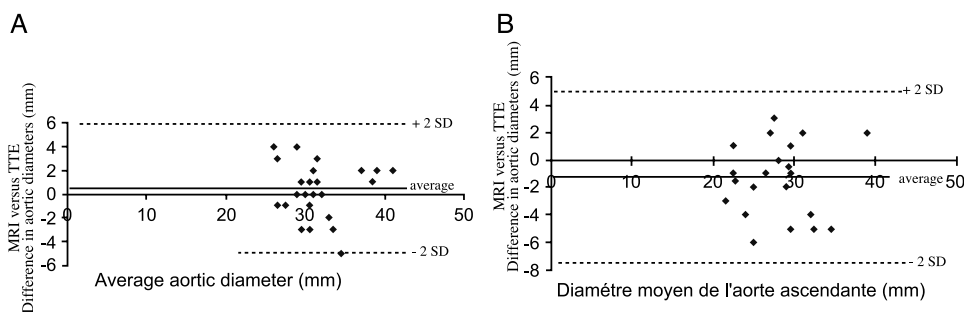 A
MRI versus TTE
Difference in aortic diameters (mm)
6
4
2
0
-2
-4
-6
0
10
20
30
40
50
+ 2 SD
average
- 2 SD
Average aortic diameter (mm)
B
MRI versus TTE
Difference in aortic diameters (mm)
6
4
2
0
-2
-4
-6
-8
0
10
20
30
40
50
+ 2 SD
average
- 2 SD
Diamétre moyen de l'aorte ascendante (mm)